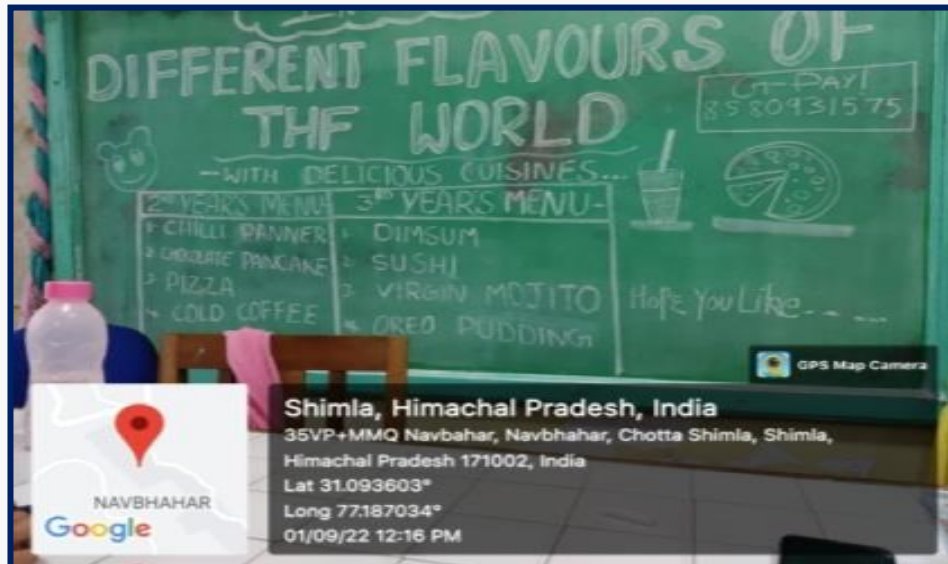 DIFFERENT FLAVOURS OF
THE WORLD
G-PAY!
8580931575
-WITH DELICIOUS CUISINES...
2ND YEAR'S MENU-
1. CHILLI PANNER
2. CHOCOLATE PANCAKE
3. PIZZA
4. COLD COFFEE
3RD YEAR'S MENU-
1. DIMSUM
2. SUSHI
3. VIRGIN MOJITO
4. OREO PUDDING
Hope You Like.....
GPS Map Camera
Shimla, Himachal Pradesh, India
35VP+MMQ Navbahar, Navbhahar, Chotta Shimla, Shimla,
Himachal Pradesh 171002, India
Lat 31.093603°
Long 77.187034°
01/09/22 12:16 PM
NAVBHAHAR
Google